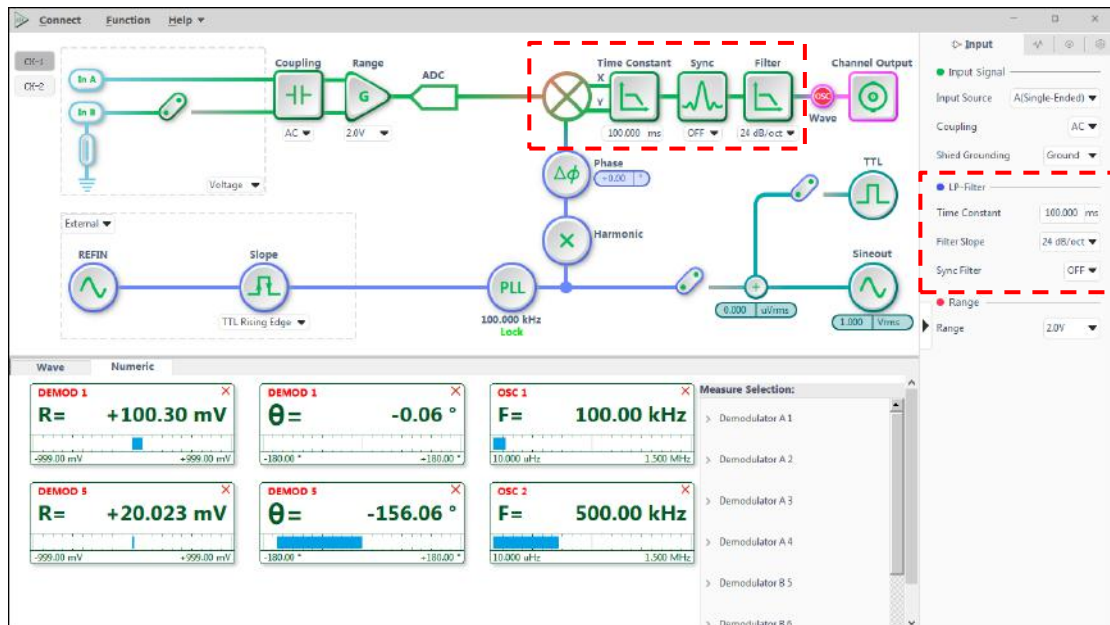 Connect Function Help
CH-1
CH-2
In A
In B
Coupling
AC
Range
G
2.0V
ADC
Voltage
X
Y
Time Constant
100.000 ms
Sync
OFF
Filter
24 dB/oct
OSC
Wave
Channel Output
Δϕ
Phase
+0.00 °
Harmonic
TTL
External
REFIN
Slope
TTL Rising Edge
PLL
100.000 kHz
Lock
0.000 uVrms
Sineout
1.000 Vrms
Input
Input Signal
Input Source A(Single-Ended)
Coupling AC
Shied Grounding Ground
LP-Filter
Time Constant 100.000 ms
Filter Slope 24 dB/oct
Sync Filter OFF
Range
Range 2.0V
Wave Numeric
DEMOD 1
R= +100.30 mV
-999.00 mV +999.00 mV
DEMOD 1
θ= -0.06 °
-180.00 ° +180.00 °
OSC 1
F= 100.00 kHz
10.000 uHz 1.500 MHz
DEMOD 5
R= +20.023 mV
-999.00 mV +999.00 mV
DEMOD 5
θ= -156.06 °
-180.00 ° +180.00 °
OSC 2
F= 500.00 kHz
10.000 uHz 1.500 MHz
Measure Selection:
Demodulator A 1
Demodulator A 2
Demodulator A 3
Demodulator A 4
Demodulator B 5
Demodulator B 6